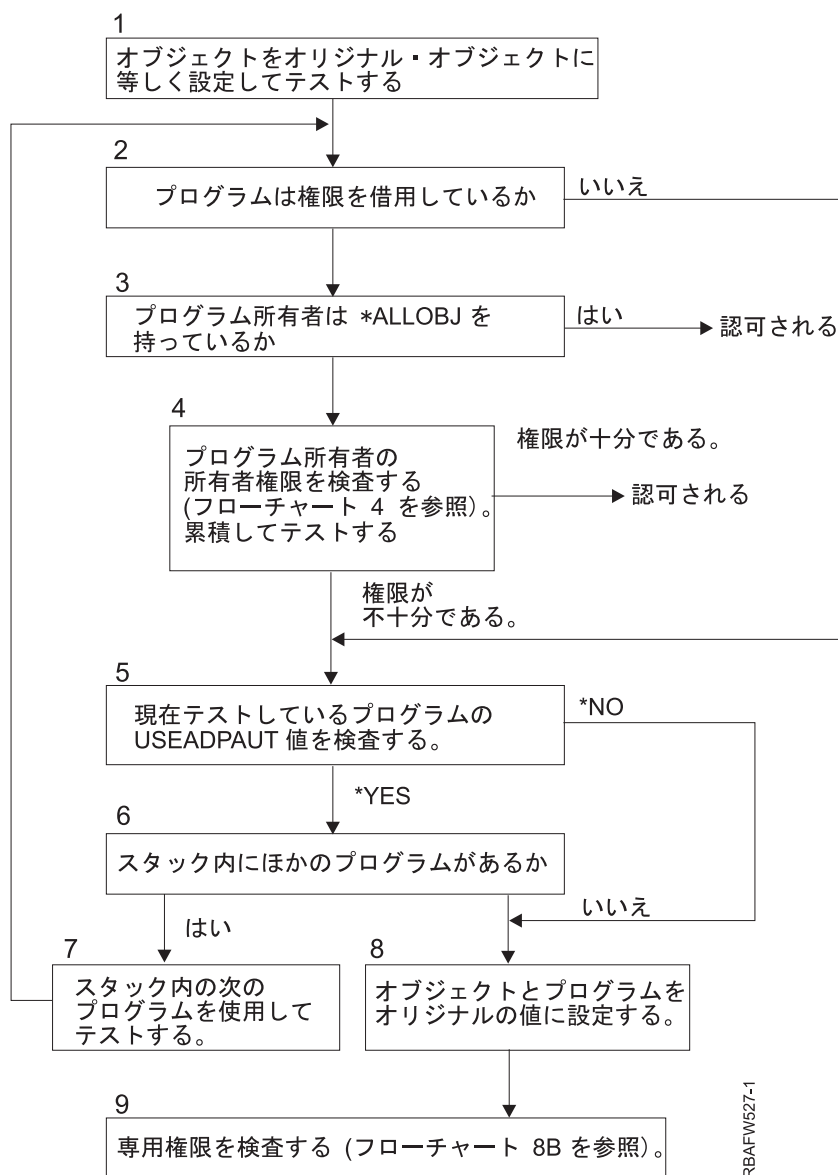 1
オブジェクトをオリジナル・オブジェクトに
等しく設定してテストする
2
プログラムは権限を借用しているか
いいえ
3
プログラム所有者は *ALLOBJ を
持っているか
はい
認可される
4
プログラム所有者の
所有者権限を検査する
(フローチャート 4 を参照)。
累積してテストする
権限が十分である。
認可される
権限が
不十分である。
5
現在テストしているプログラムの
USEADPAUT 値を検査する。
*NO
*YES
6
スタック内にほかのプログラムがあるか
はい
いいえ
7
スタック内の次の
プログラムを使用して
テストする。
8
オブジェクトとプログラムを
オリジナルの値に設定する。
9
専用権限を検査する (フローチャート 8B を参照)。
RBAFW527-1